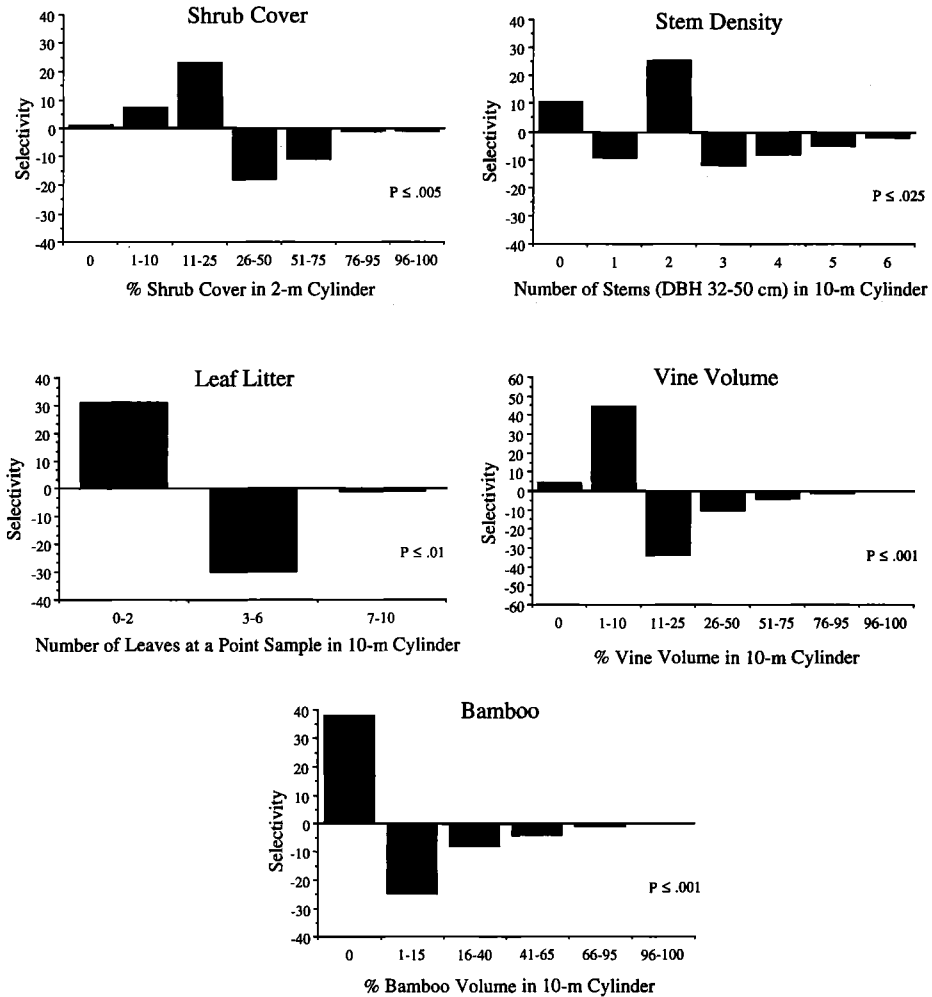 Shrub Cover
40
30
20
10
0
-10
-20
-30
-40
Selectivity
P ≤ .005
0 1-10 11-25 26-50 51-75 76-95 96-100
% Shrub Cover in 2-m Cylinder
Stem Density
40
30
20
10
0
-10
-20
-30
-40
Selectivity
P ≤ .025
0 1 2 3 4 5 6
Number of Stems (DBH 32-50 cm) in 10-m Cylinder
Leaf Litter
40
30
20
10
0
-10
-20
-30
-40
Selectivity
P ≤ .01
0-2 3-6 7-10
Number of Leaves at a Point Sample in 10-m Cylinder
Vine Volume
60
50
40
30
20
10
0
-10
-20
-30
-40
-50
-60
Selectivity
P ≤ .001
0 1-10 11-25 26-50 51-75 76-95 96-100
% Vine Volume in 10-m Cylinder
Bamboo
40
30
20
10
0
-10
-20
-30
-40
Selectivity
P ≤ .001
0 1-15 16-40 41-65 66-95 96-100
% Bamboo Volume in 10-m Cylinder